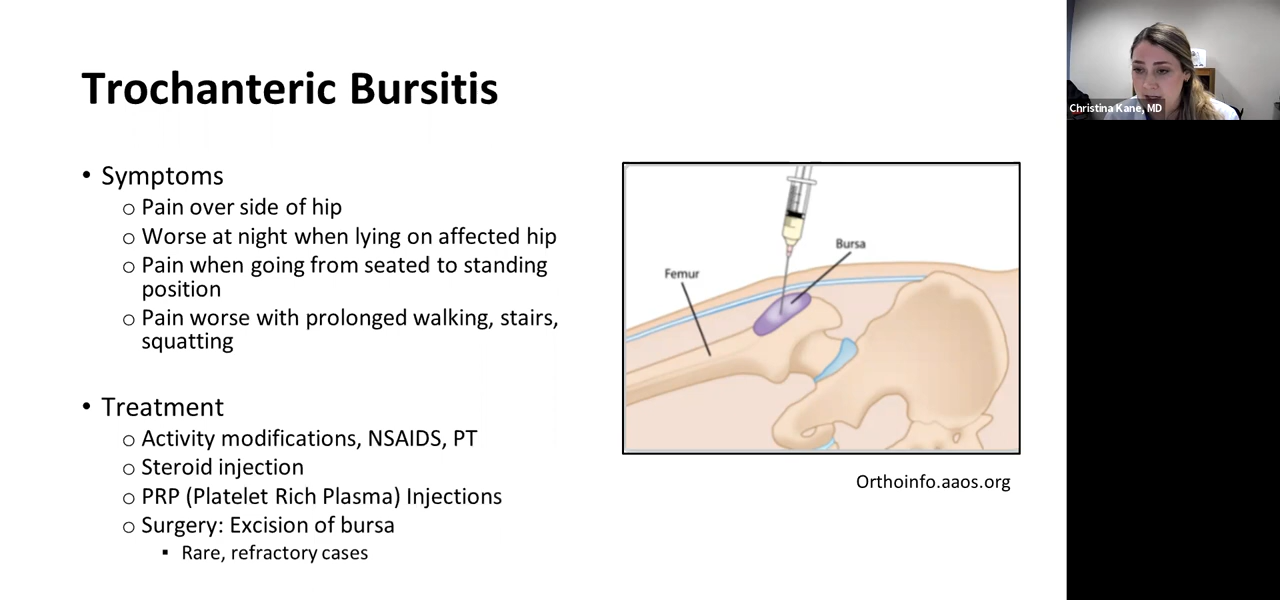 Trochanteric Bursitis
• Symptoms
o Pain over side of hip
o Worse at night when lying on affected hip
o Pain when going from seated to standing
position
o Pain worse with prolonged walking, stairs,
squatting
• Treatment
o Activity modifications, NSAIDS, PT
o Steroid injection
o PRP (Platelet Rich Plasma) Injections
o Surgery: Excision of bursa
▪ Rare, refractory cases
Bursa
Femur
Orthoinfo.aaos.org
Christina Kane, MD